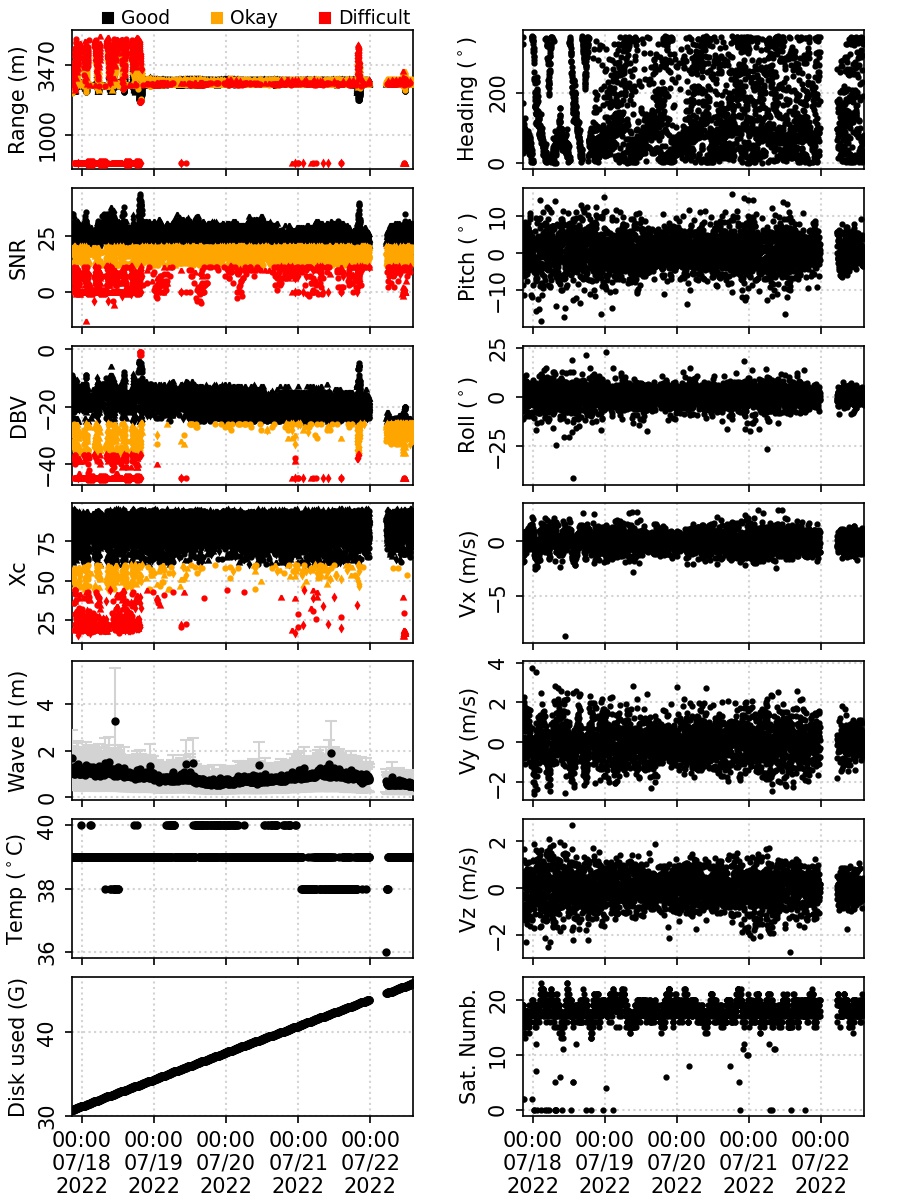 Good Okay Difficult
Range (m)
3470
1000
Heading (°)
200
0
SNR
25
0
Pitch (°)
10
0
−10
DBV
0
−20
−40
Roll (°)
25
0
−25
Xc
75
50
25
Vx (m/s)
0
−5
Wave H (m)
4
2
0
Vy (m/s)
4
2
0
−2
Temp (°C)
40
38
36
Vz (m/s)
2
0
−2
Disk used (G)
40
30
Sat. Numb.
20
10
0
00:00 00:00 00:00 00:00 00:00
07/18 07/19 07/20 07/21 07/22
2022 2022 2022 2022 2022
00:00 00:00 00:00 00:00 00:00
07/18 07/19 07/20 07/21 07/22
2022 2022 2022 2022 2022